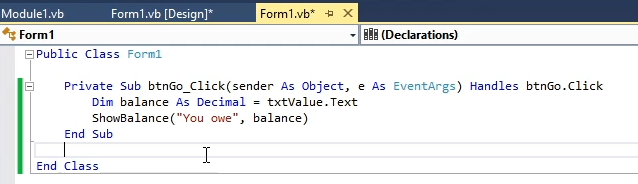 Module1.vb Form1.vb [Design]* Form1.vb*
Form1 (Declarations)
Public Class Form1
Private Sub btnGo_Click(sender As Object, e As EventArgs) Handles btnGo.Click
Dim balance As Decimal = txtValue.Text
ShowBalance("You owe", balance)
End Sub
End Class